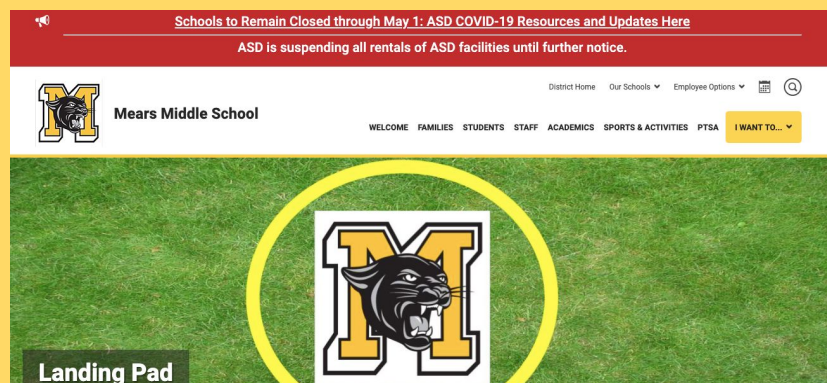 Schools to Remain Closed through May 1: ASD COVID-19 Resources and Updates Here
ASD is suspending all rentals of ASD facilities until further notice.
District Home Our Schools Employee Options
M
Mears Middle School
WELCOME FAMILIES STUDENTS STAFF ACADEMICS SPORTS & ACTIVITIES PTSA I WANT TO...
M
Landing Pad